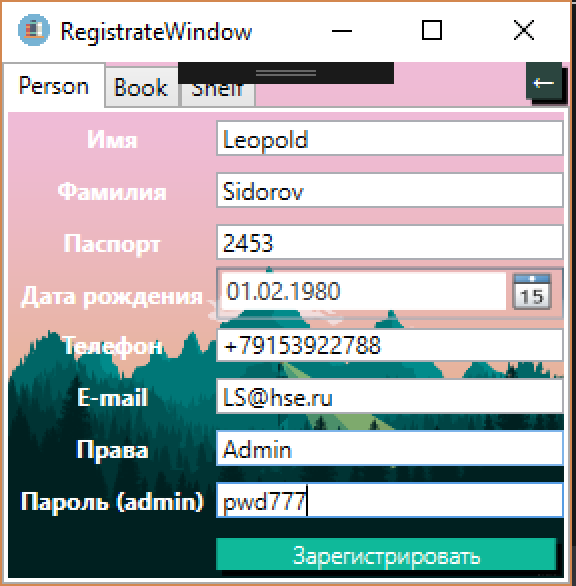 RegistrateWindow
Person Book Shelf
←
Имя Leopold
Фамилия Sidorov
Паспорт 2453
Дата рождения 01.02.1980 15
Телефон +79153922788
E-mail LS@hse.ru
Права Admin
Пароль (admin) pwd777
Зарегистрировать